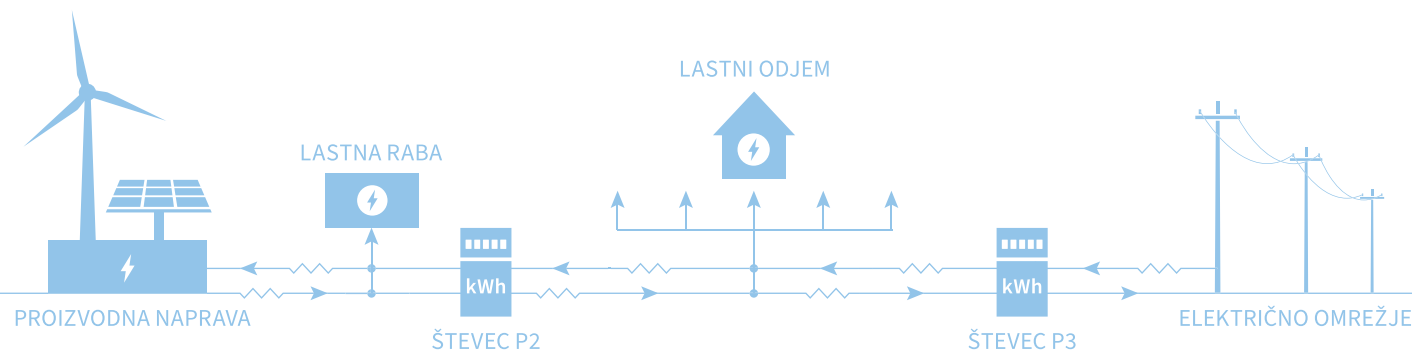 LASTNI ODJEM
LASTNA RABA
kWh
kWh
PROIZVODNA NAPRAVA
ELEKTRIČNO OMREŽJE
ŠTEVEC P2
ŠTEVEC P3